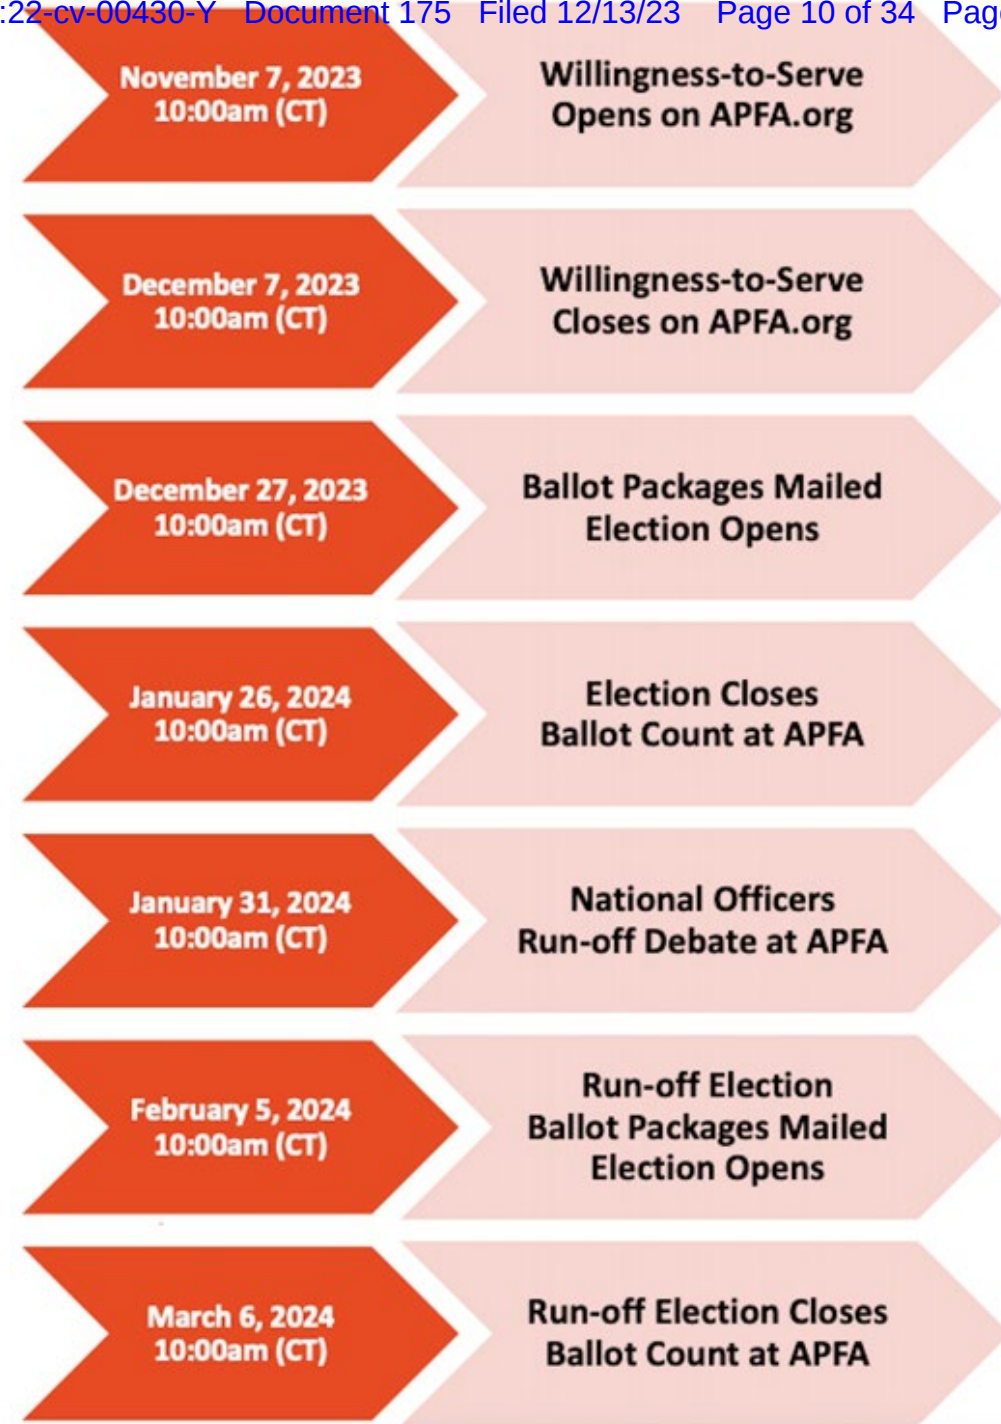 :22-cv-00430-Y Document 175 Filed 12/13/23 Page 10 of 34 Page
November 7, 2023
10:00am (CT)
Willingness-to-Serve
Opens on APFA.org
December 7, 2023
10:00am (CT)
Willingness-to-Serve
Closes on APFA.org
December 27, 2023
10:00am (CT)
Ballot Packages Mailed
Election Opens
January 26, 2024
10:00am (CT)
Election Closes
Ballot Count at APFA
January 31, 2024
10:00am (CT)
National Officers
Run-off Debate at APFA
February 5, 2024
10:00am (CT)
Run-off Election
Ballot Packages Mailed
Election Opens
March 6, 2024
10:00am (CT)
Run-off Election Closes
Ballot Count at APFA